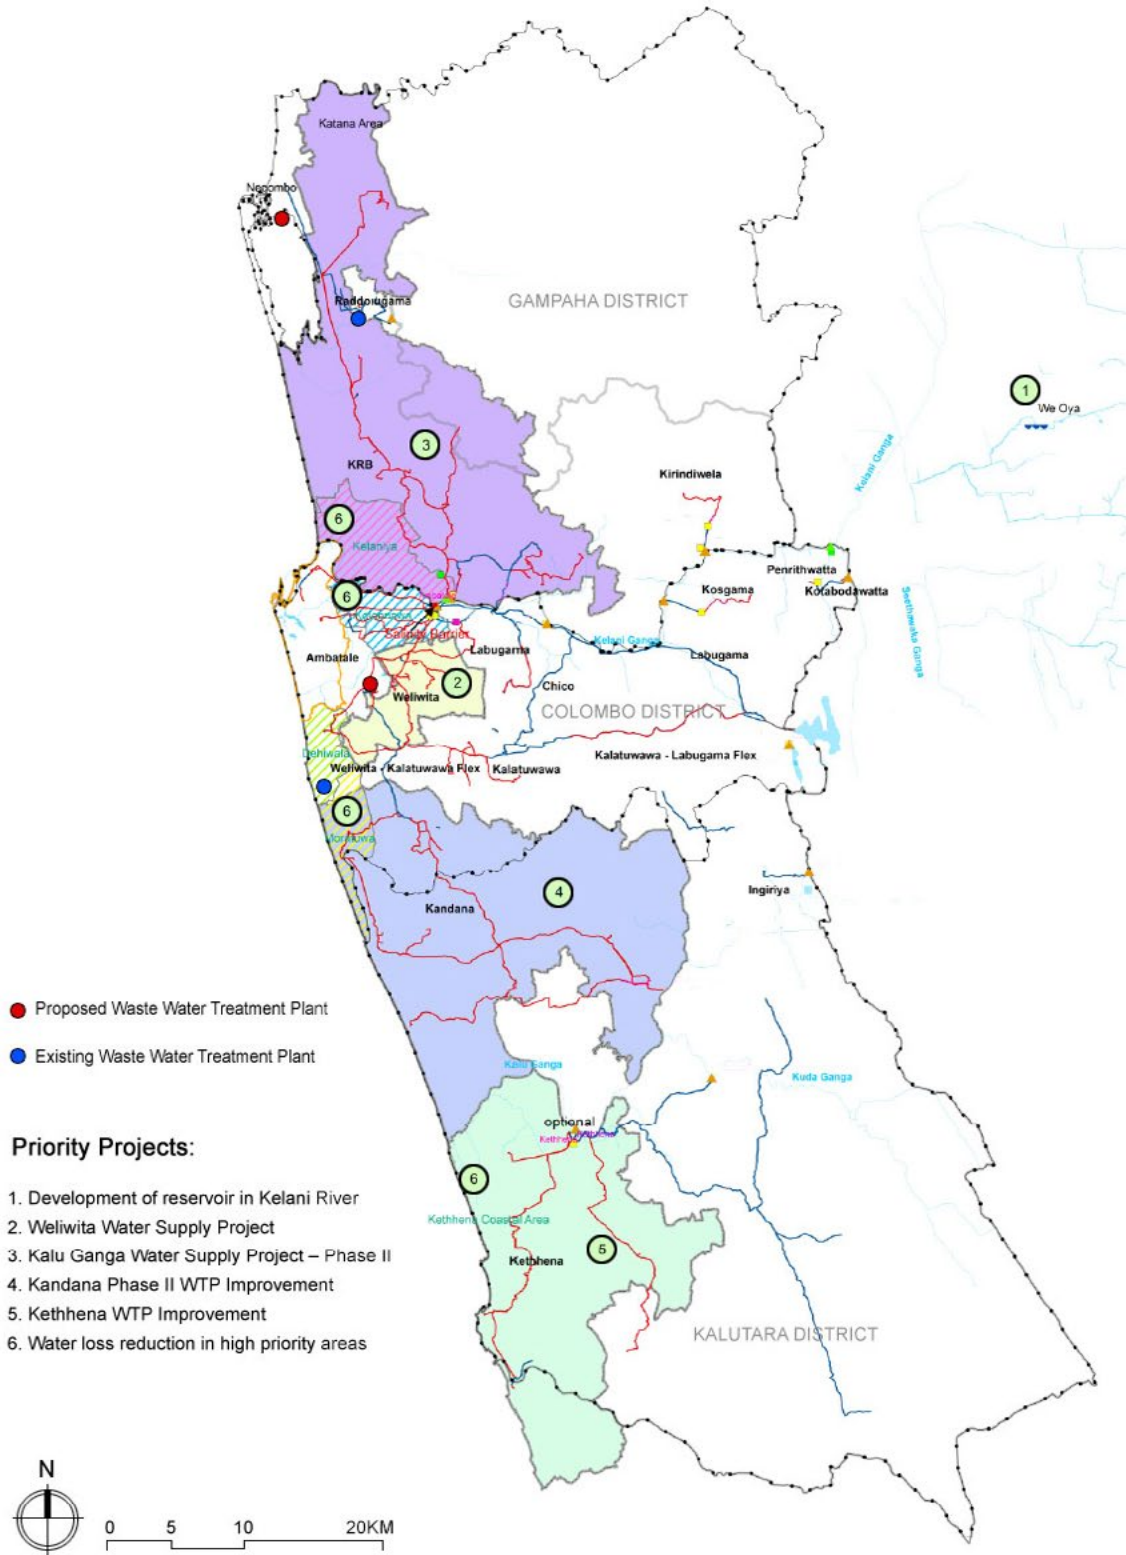 Katana Area
Negombo
Raddorugama
GAMPAHA DISTRICT
1
We Oya
3
KRB
Kelani Ganga
Kirindiwela
6
Kelaniya
Penrithwatta
Kosgama
Kotabodawatta
6
Seethawaka Ganga
Salinity Barrier
Kelani Ganga
Ambatale
Labugama
Labugama
Weliwita
2
Chico
COLOMBO DISTRICT
Dehiwala
Weliwita - Kalatuwawa Flex
Kalatuwawa
Kalatuwawa - Labugama Flex
6
Moratuwa
4
Ingiriya
Kandana
Proposed Waste Water Treatment Plant
Existing Waste Water Treatment Plant
Kalu Ganga
Kuda Ganga
optional
Kethhena
Priority Projects:
1. Development of reservoir in Kelani River
2. Weliwita Water Supply Project
3. Kalu Ganga Water Supply Project – Phase II
4. Kandana Phase II WTP Improvement
5. Kethhena WTP Improvement
6. Water loss reduction in high priority areas
6
Kethhena Coastal Area
5
Kethhena
KALUTARA DISTRICT
N
0 5 10 20KM